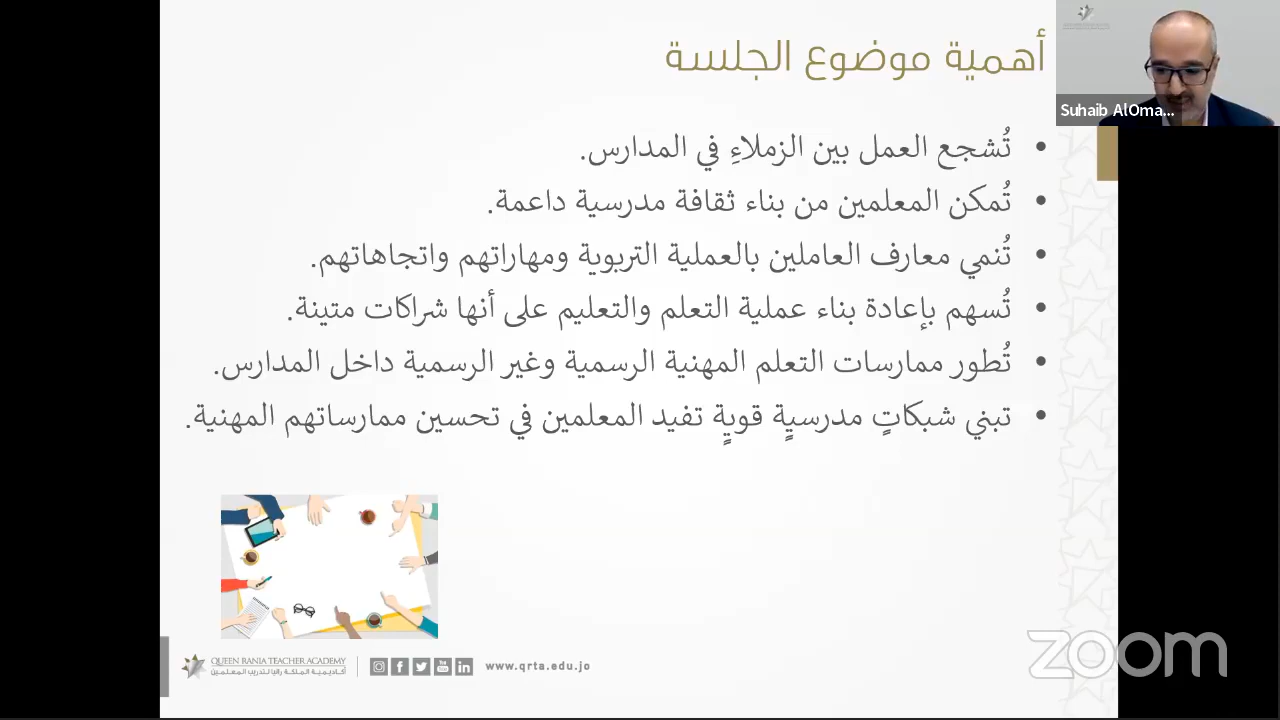 أهمية موضوع الجلسة
Suhaib AlOma...
• تُشجع العمل بين الزملاءِ في المدارس.
• تُمكن المعلمين من بناء ثقافة مدرسية داعمة.
• تُنمي معارف العاملين بالعملية التربوية ومهاراتهم واتجاهاتهم.
• تُسهم بإعادة بناء عملية التعلم والتعليم على أنها شراكات متينة.
• تُطور ممارسات التعلم المهنية الرسمية وغير الرسمية داخل المدارس.
• تبني شبكاتٍ مدرسيةٍ قويةٍ تفيد المعلمين في تحسين ممارساتهم المهنية.
QUEEN RANIA TEACHER ACADEMY
أكاديمية الملكة رانيا لتدريب المعلمين
www.qrta.edu.jo
zoom